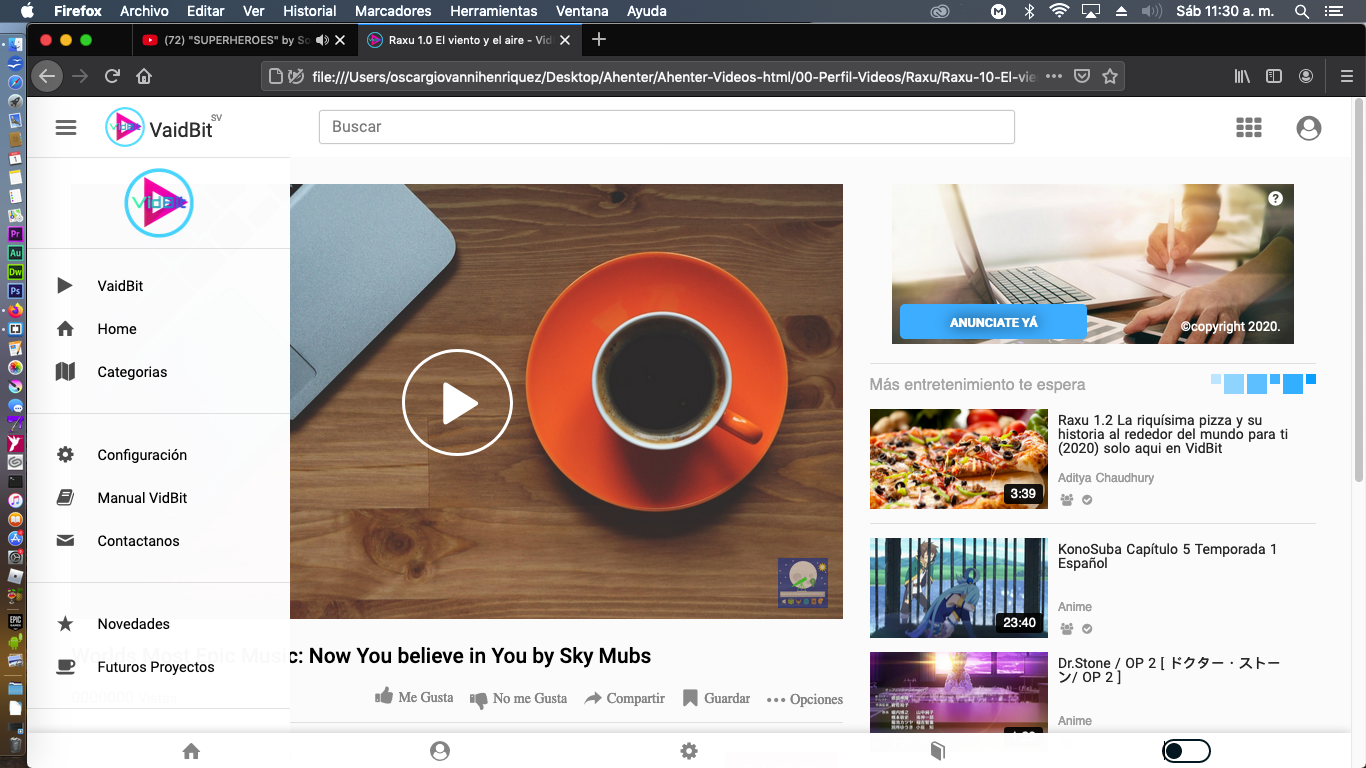 Firefox Archivo Editar Ver Historial Marcadores Herramientas Ventana Ayuda
Sáb 11:30 a. m.
(72) "SUPERHEROES" by So
Raxu 1.0 El viento y el aire - Vid
file:///Users/oscargiovannihenriquez/Desktop/Ahenter/Ahenter-Videos-html/00-Perfil-Videos/Raxu/Raxu-10-El-vie
VaidBit SV
Buscar
VidBit
VaidBit
Home
Categorias
Configuración
Manual VidBit
Contactanos
Novedades
Futuros Proyectos
Worlds Most Epic Music: Now You believe in You by Sky Mubs
Me Gusta
No me Gusta
Compartir
Guardar
Opciones
ANUNCIATE YÁ
©copyright 2020.
Más entretenimiento te espera
3:39
Raxu 1.2 La riquísima pizza y su
historia al rededor del mundo para ti
(2020) solo aqui en VidBit
Aditya Chaudhury
23:40
KonoSuba Capítulo 5 Temporada 1
Español
Anime
Dr.Stone / OP 2 [ ドクター・ストー
ン/ OP 2 ]
Anime
Pr
Au
Dw
Ps
EPIC